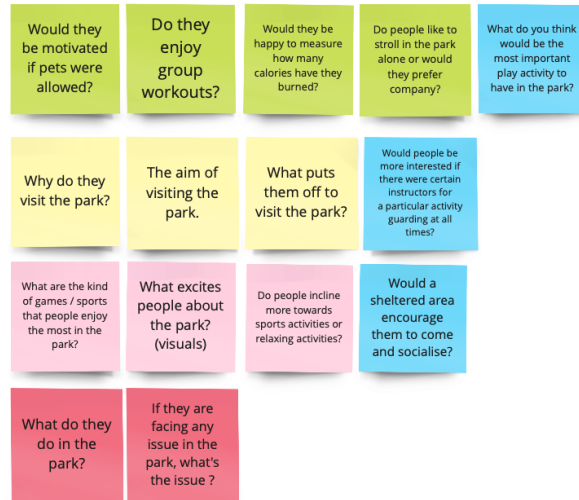 Would they
be motivated
if pets were
allowed?
Do they
enjoy
group
workouts?
Would they be
happy to measure
how many
calories have they
burned?
Do people like to
stroll in the park
alone or would
they prefer
company?
What do you think
would be the
most important
play activity to
have in the park?
Why do they
visit the park?
The aim of
visiting the
park.
What puts
them off to
visit the park?
Would people be
more interested if
there were certain
instructors for
a particular activity
guarding at all
times?
What are the kind
of games / sports
that people enjoy
the most in the
park?
What excites
people about
the park?
(visuals)
Do people incline
more towards
sports activities or
relaxing activities?
Would a
sheltered area
encourage
them to come
and socialise?
What do they
do in the
park?
If they are
facing any
issue in the
park, what's
the issue ?